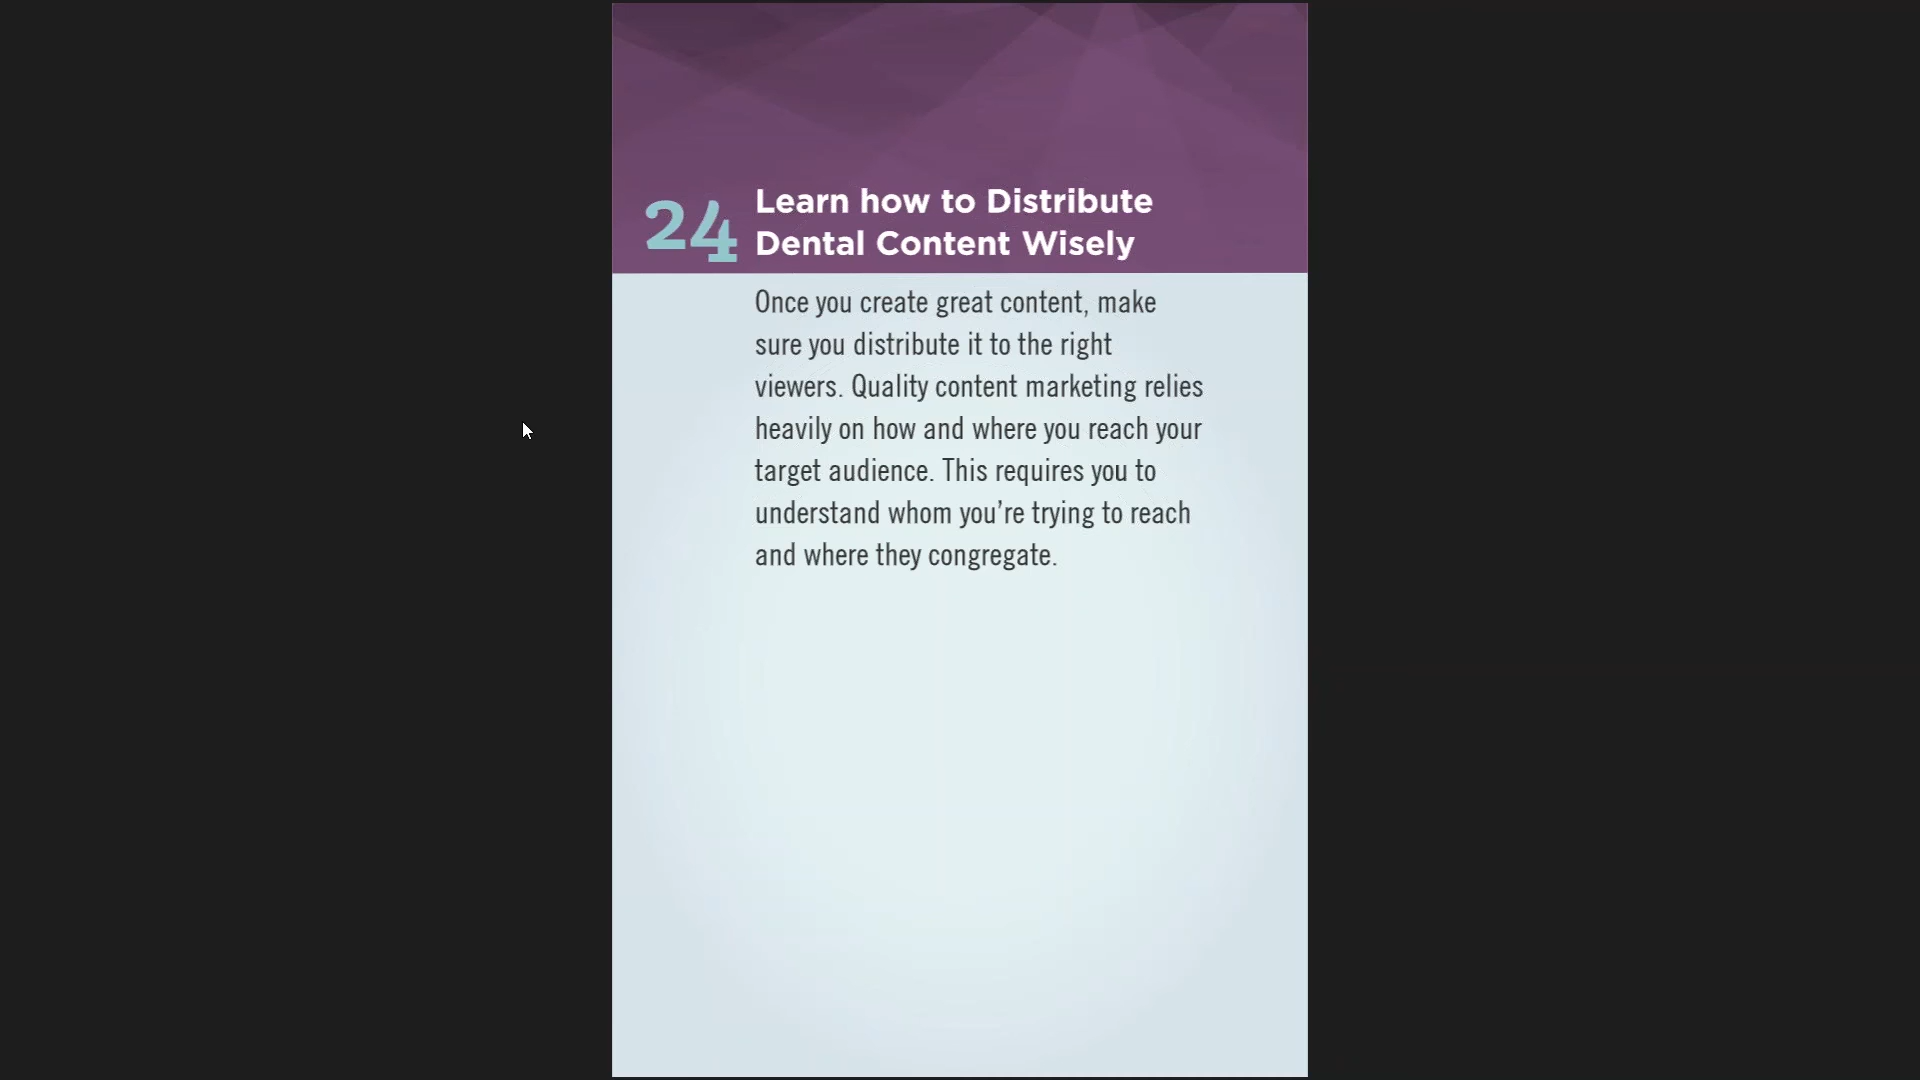 24
Learn how to Distribute
Dental Content Wisely
Once you create great content, make
sure you distribute it to the right
viewers. Quality content marketing relies
heavily on how and where you reach your
target audience. This requires you to
understand whom you’re trying to reach
and where they congregate.